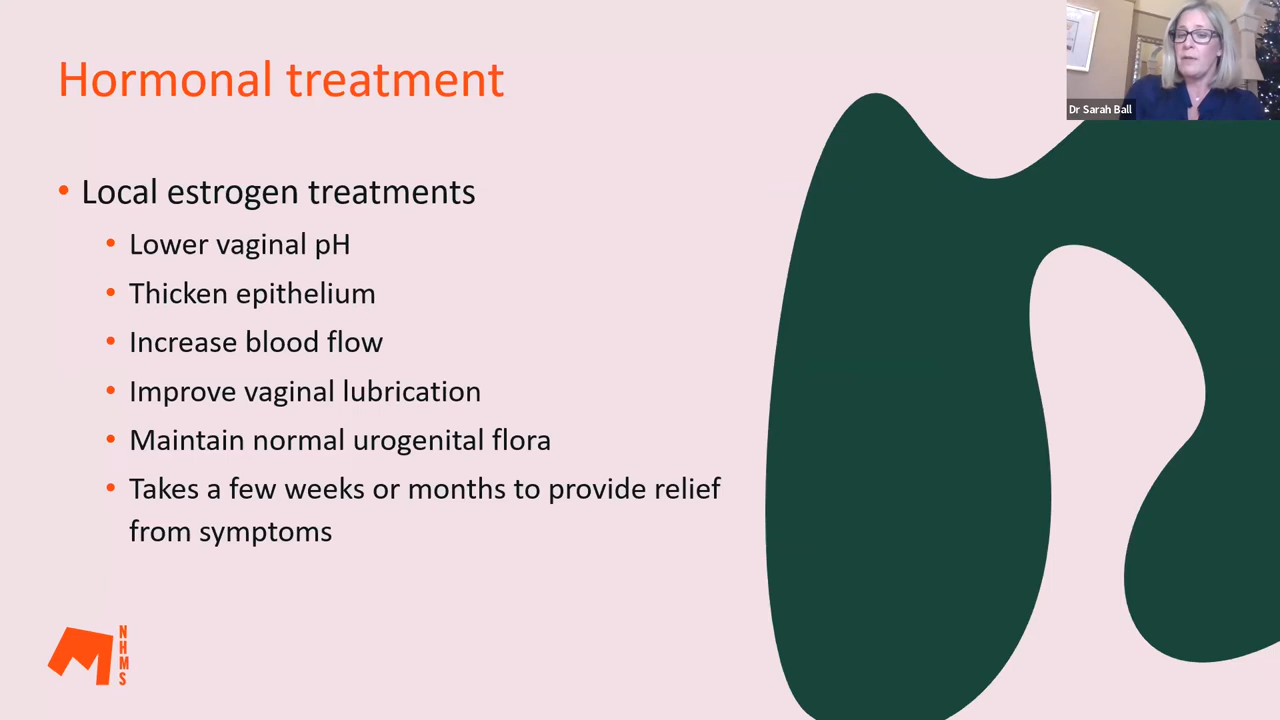 Hormonal treatment
Dr Sarah Ball
• Local estrogen treatments
• Lower vaginal pH
• Thicken epithelium
• Increase blood flow
• Improve vaginal lubrication
• Maintain normal urogenital flora
• Takes a few weeks or months to provide relief
from symptoms
NHMS